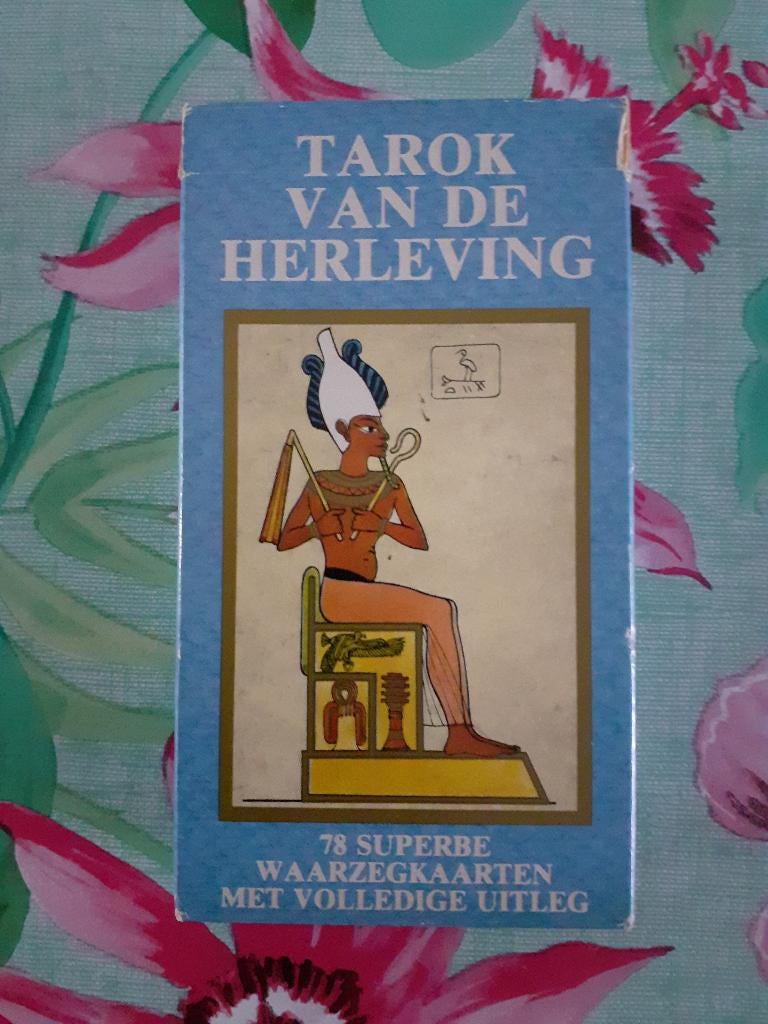 TAROK
VAN DE
HERLEVING
78 SUPERBE
WAARZEGKAARTEN
MET VOLLEDIGE UITLEG